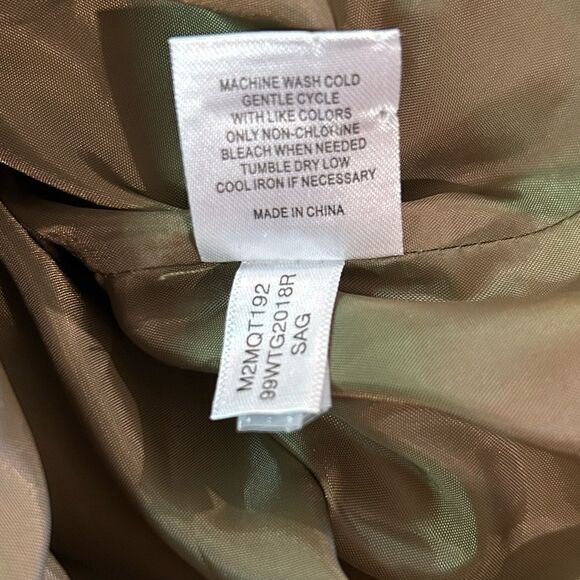 MACHINE WASH COLD
GENTLE CYCLE
WITH LIKE COLORS
ONLY NON-CHLORINE
BLEACH WHEN NEEDED
TUMBLE DRY LOW
COOL IRON IF NECESSARY
MADE IN CHINA
M2MQT192
99WTG2018R
SAG